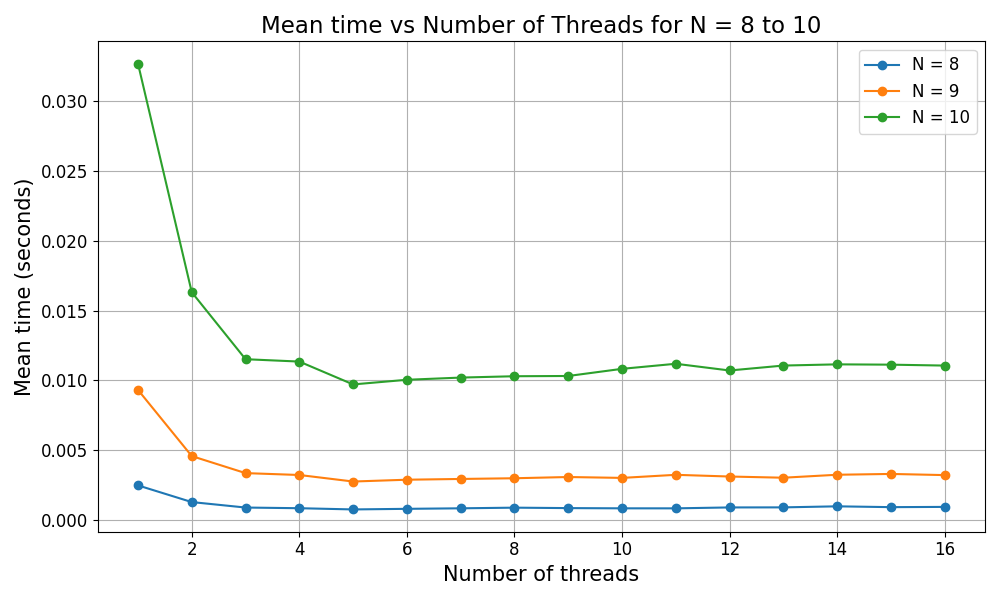 Mean time vs Number of Threads for N = 8 to 10
N = 8
N = 9
N = 10
Mean time (seconds)
0.030
0.025
0.020
0.015
0.010
0.005
0.000
2 4 6 8 10 12 14 16
Number of threads